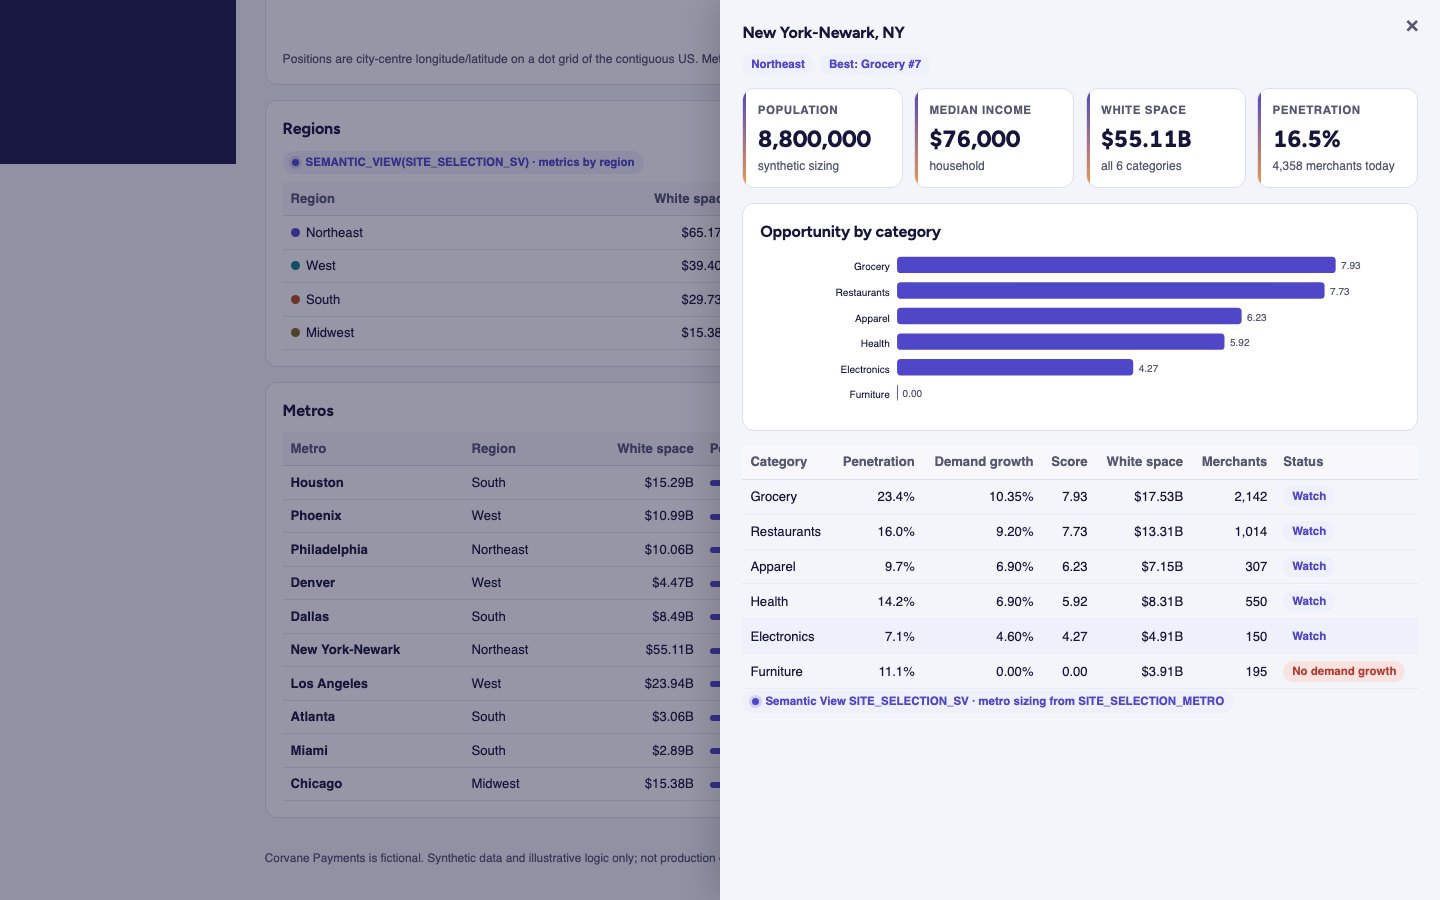 Positions are city-centre longitude/latitude on a dot grid of the contiguous US.
Regions
SEMANTIC_VIEW(SITE_SELECTION_SV) · metrics by region
Region White
Northeast $65.17
West $39.40
South $29.73
Midwest $15.38
Metros
Metro Region White space
Houston South $15.29B
Phoenix West $10.99B
Philadelphia Northeast $10.06B
Denver West $4.47B
Dallas South $8.49B
New York-Newark Northeast $55.11B
Los Angeles West $23.94B
Atlanta South $3.06B
Miami South $2.89B
Chicago Midwest $15.38B
Corvane Payments is fictional. Synthetic data and illustrative logic only; not production
New York-Newark, NY
×
Northeast Best: Grocery #7
POPULATION
8,800,000
synthetic sizing
MEDIAN INCOME
$76,000
household
WHITE SPACE
$55.11B
all 6 categories
PENETRATION
16.5%
4,358 merchants today
Opportunity by category
Grocery 7.93
Restaurants 7.73
Apparel 6.23
Health 5.92
Electronics 4.27
Furniture 0.00
Category Penetration Demand growth Score White space Merchants Status
Grocery 23.4% 10.35% 7.93 $17.53B 2,142 Watch
Restaurants 16.0% 9.20% 7.73 $13.31B 1,014 Watch
Apparel 9.7% 6.90% 6.23 $7.15B 307 Watch
Health 14.2% 6.90% 5.92 $8.31B 550 Watch
Electronics 7.1% 4.60% 4.27 $4.91B 150 Watch
Furniture 11.1% 0.00% 0.00 $3.91B 195 No demand growth
Semantic View SITE_SELECTION_SV · metro sizing from SITE_SELECTION_METRO